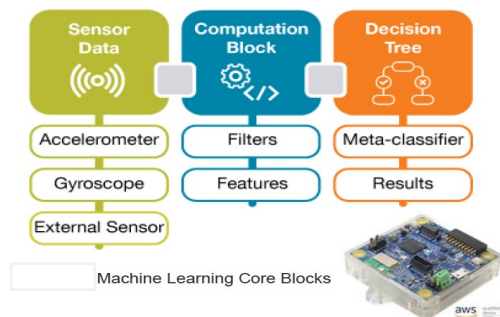 Sensor
Data
Computation
Block
</>
Decision
Tree
Accelerometer
Filters
Meta-classifier
Gyroscope
Features
Results
External Sensor
Machine Learning Core Blocks
aws